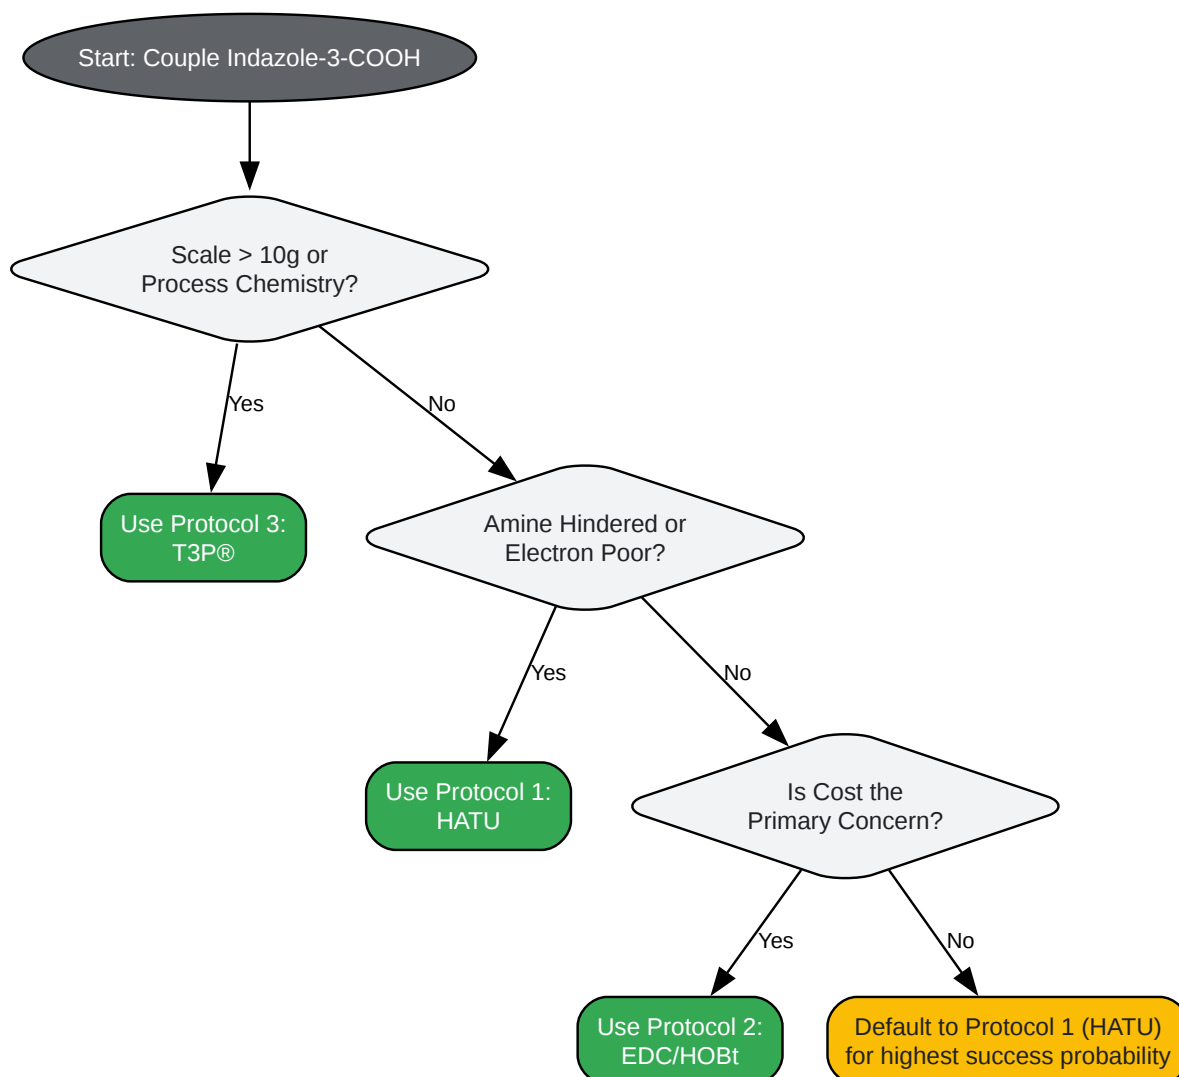 Start: Couple Indazole-3-COOH
Scale > 10g or
Process Chemistry?
Yes
No
Use Protocol 3:
T3P®
Amine Hindered or
Electron Poor?
Yes
No
Use Protocol 1:
HATU
Is Cost the
Primary Concern?
Yes
No
Use Protocol 2:
EDC/HOBt
Default to Protocol 1 (HATU)
for highest success probability